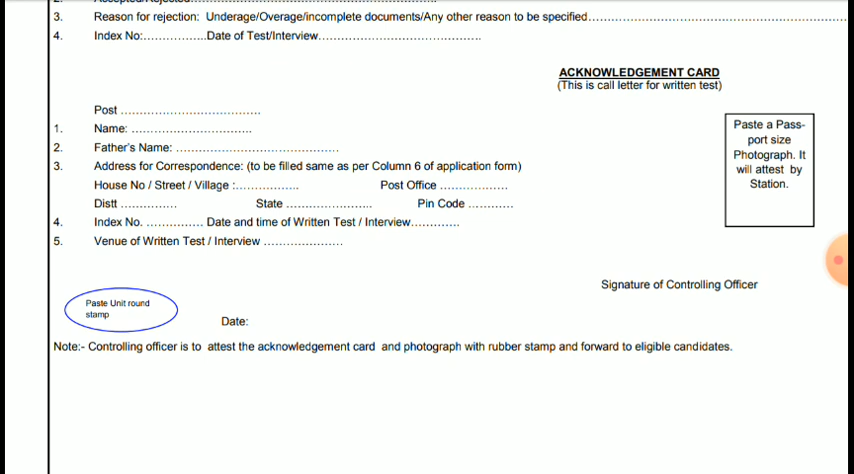 3. Reason for rejection: Underage/Overage/incomplete documents/Any other reason to be specified……………………………………………………
4. Index No:……………..Date of Test/Interview………………………………………..
ACKNOWLEDGEMENT CARD
(This is call letter for written test)
Post ……………………………….
1. Name: ………………………….
2. Father's Name: …………………………………….
3. Address for Correspondence: (to be filled same as per Column 6 of application form)
House No / Street / Village :…………….. Post Office ………………
Distt …………… State ………………….. Pin Code …………
4. Index No. …………… Date and time of Written Test / Interview………….
5. Venue of Written Test / Interview …………………
Paste a Pass-
port size
Photograph. It
will attest by
Station.
Signature of Controlling Officer
Paste Unit round
stamp
Date:
Note:- Controlling officer is to attest the acknowledgement card and photograph with rubber stamp and forward to eligible candidates.